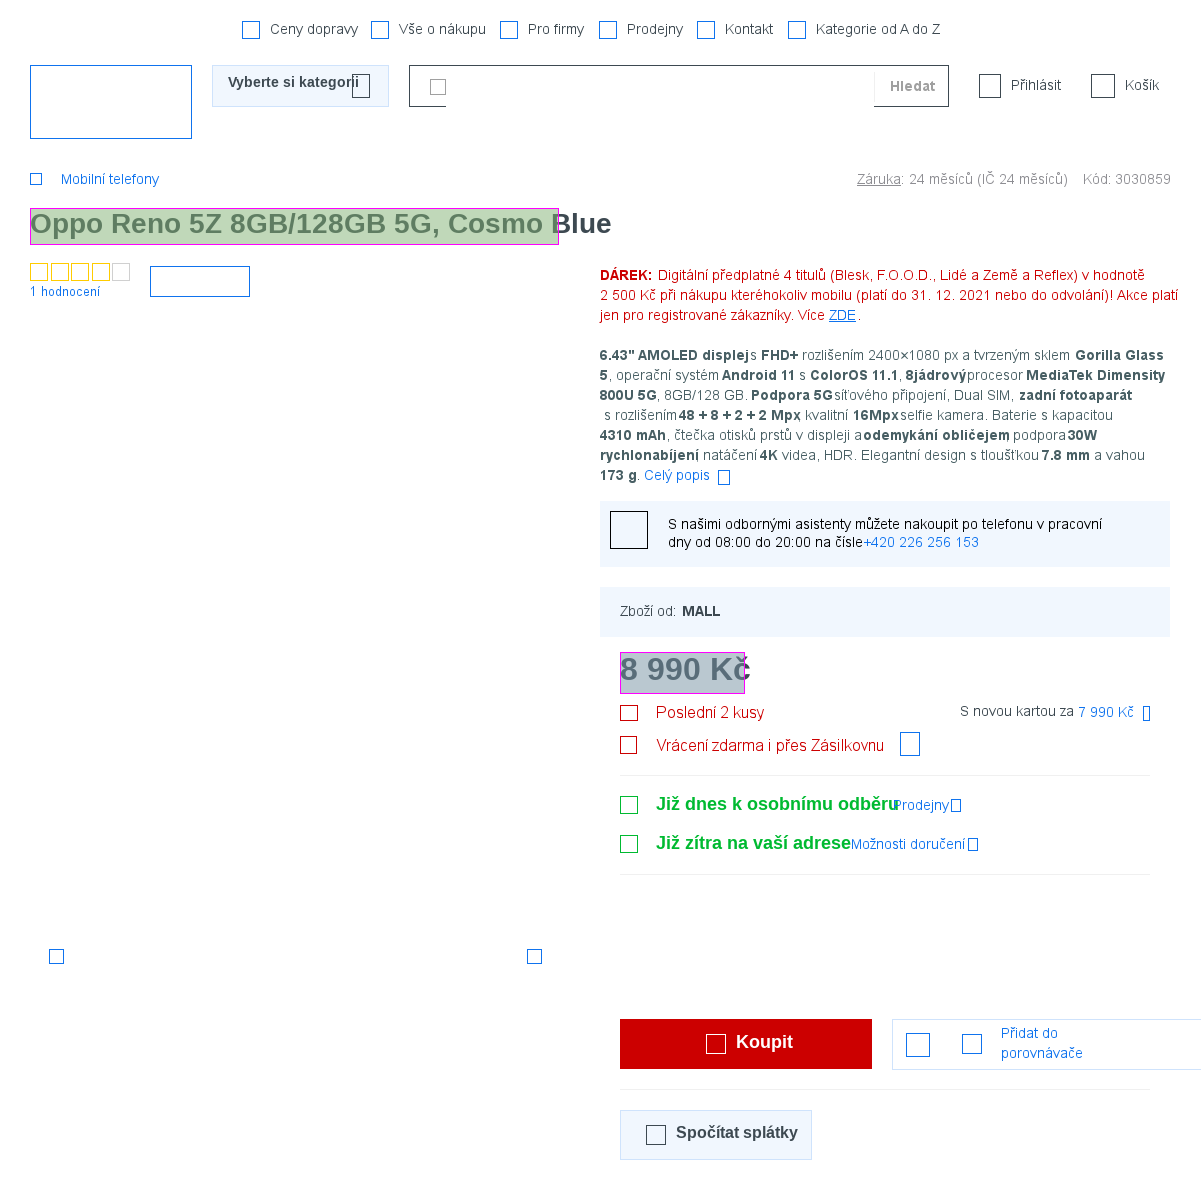 Ceny dopravy Vše o nákupu Pro firmy Prodejny Kontakt Kategorie od A do Z
Vyberte si kategorii Hledat Přihlásit Košík
Mobilní telefony Záruka: 24 měsíců (IČ 24 měsíců) Kód: 3030859
Oppo Reno 5Z 8GB/128GB 5G, Cosmo Blue
1 hodnocení
DÁREK: Digitální předplatné 4 titulů (Blesk, F.O.O.D., Lidé a Země a Reflex) v hodnotě
2 500 Kč při nákupu kteréhokoliv mobilu (platí do 31. 12. 2021 nebo do odvolání)! Akce platí
jen pro registrované zákazníky. Více ZDE.
6.43" AMOLED displej s FHD+ rozlišením 2400×1080 px a tvrzeným sklem Gorilla Glass
5, operační systém Android 11 s ColorOS 11.1, 8jádrový procesor MediaTek Dimensity
800U 5G, 8GB/128 GB. Podpora 5G síťového připojení, Dual SIM, zadní fotoaparát
s rozlišením 48 + 8 + 2 + 2 Mpx, kvalitní 16Mpx selfie kamera. Baterie s kapacitou
4310 mAh, čtečka otisků prstů v displeji a odemykání obličejem, podpora 30W
rychlonabíjení, natáčení 4K videa, HDR. Elegantní design s tloušťkou 7.8 mm a vahou
173 g. Celý popis
S našimi odbornými asistenty můžete nakoupit po telefonu v pracovní
dny od 08:00 do 20:00 na čísle +420 226 256 153
Zboží od: MALL
8 990 Kč
Poslední 2 kusy S novou kartou za 7 990 Kč
Vrácení zdarma i přes Zásilkovnu
Již dnes k osobnímu odběru Prodejny
Již zítra na vaší adrese Možnosti doručení
Koupit
Přidat do
porovnávače
Spočítat splátky